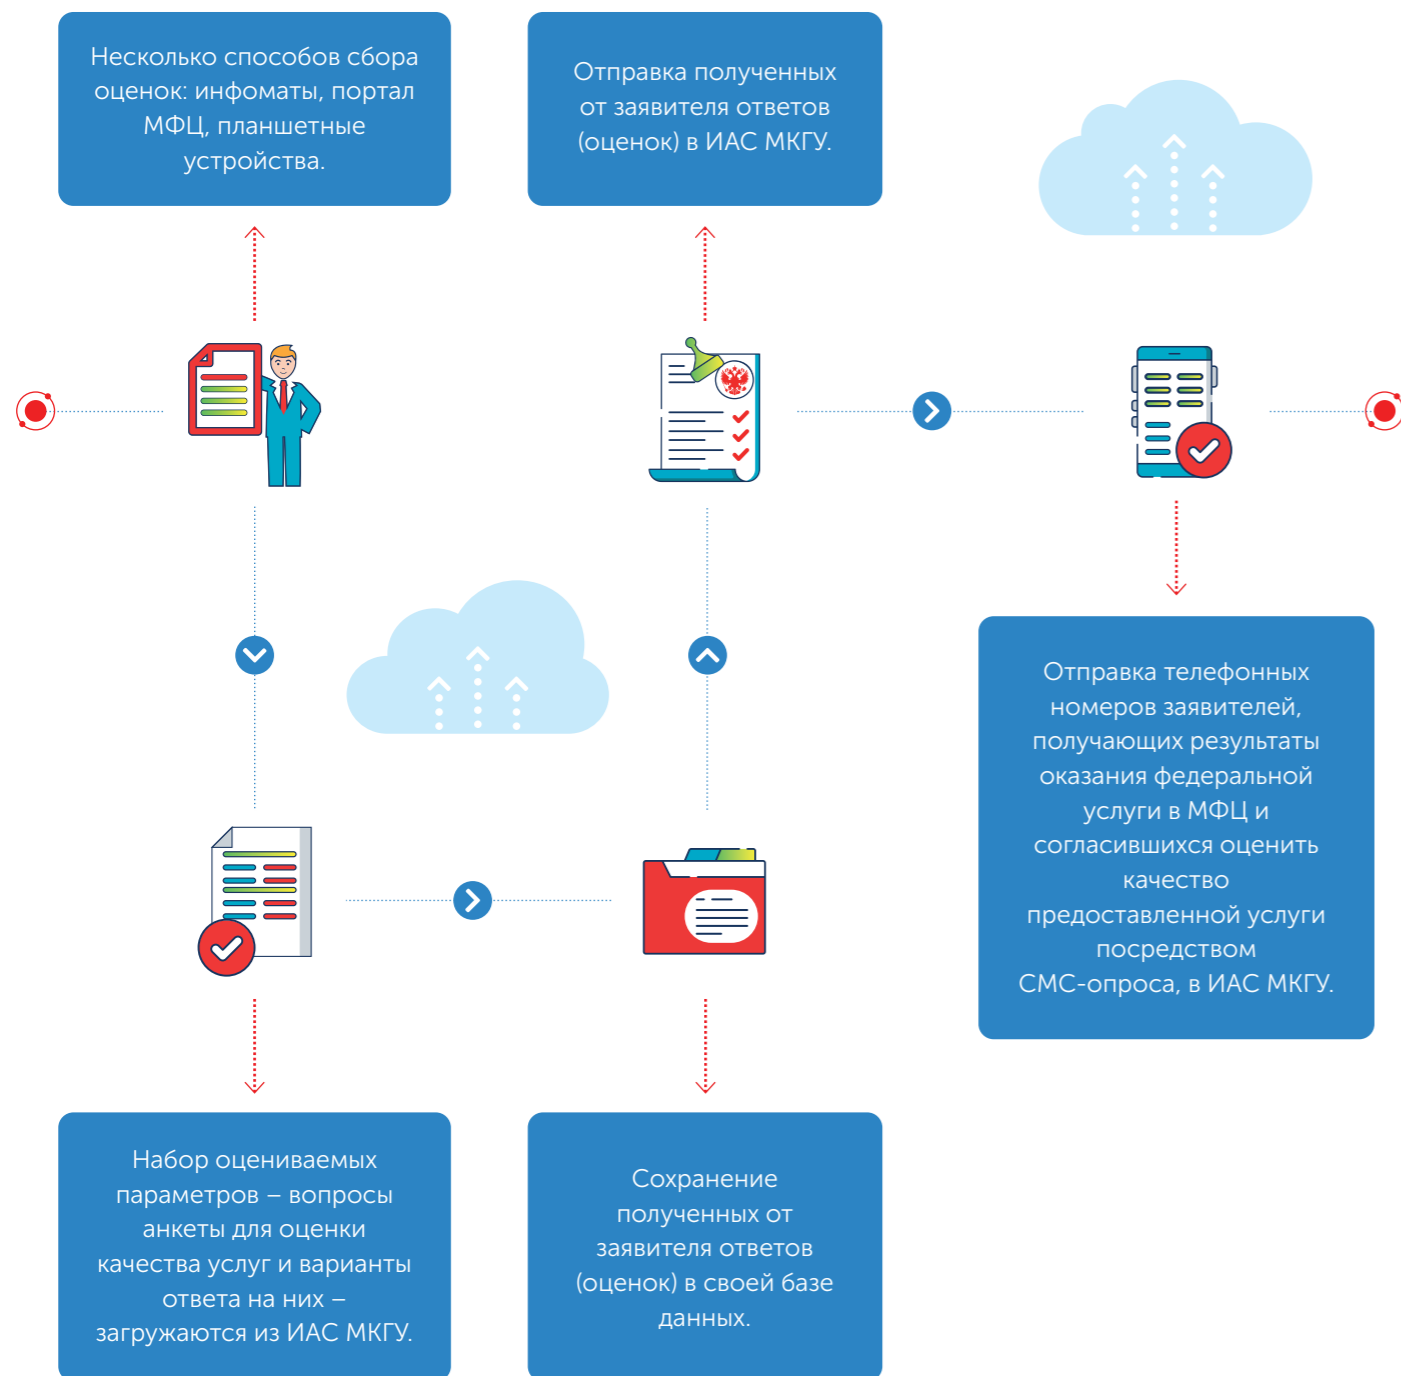 Несколько способов сбора
оценок: инфоматы, портал
МФЦ, планшетные
устройства.
Отправка полученных
от заявителя ответов
(оценок) в ИАС МКГУ.
Отправка телефонных
номеров заявителей,
получающих результаты
оказания федеральной
услуги в МФЦ и
согласившихся оценить
качество
предоставленной услуги
посредством
СМС-опроса, в ИАС МКГУ.
Набор оцениваемых
параметров – вопросы
анкеты для оценки
качества услуг и варианты
ответа на них –
загружаются из ИАС МКГУ.
Сохранение
полученных от
заявителя ответов
(оценок) в своей базе
данных.